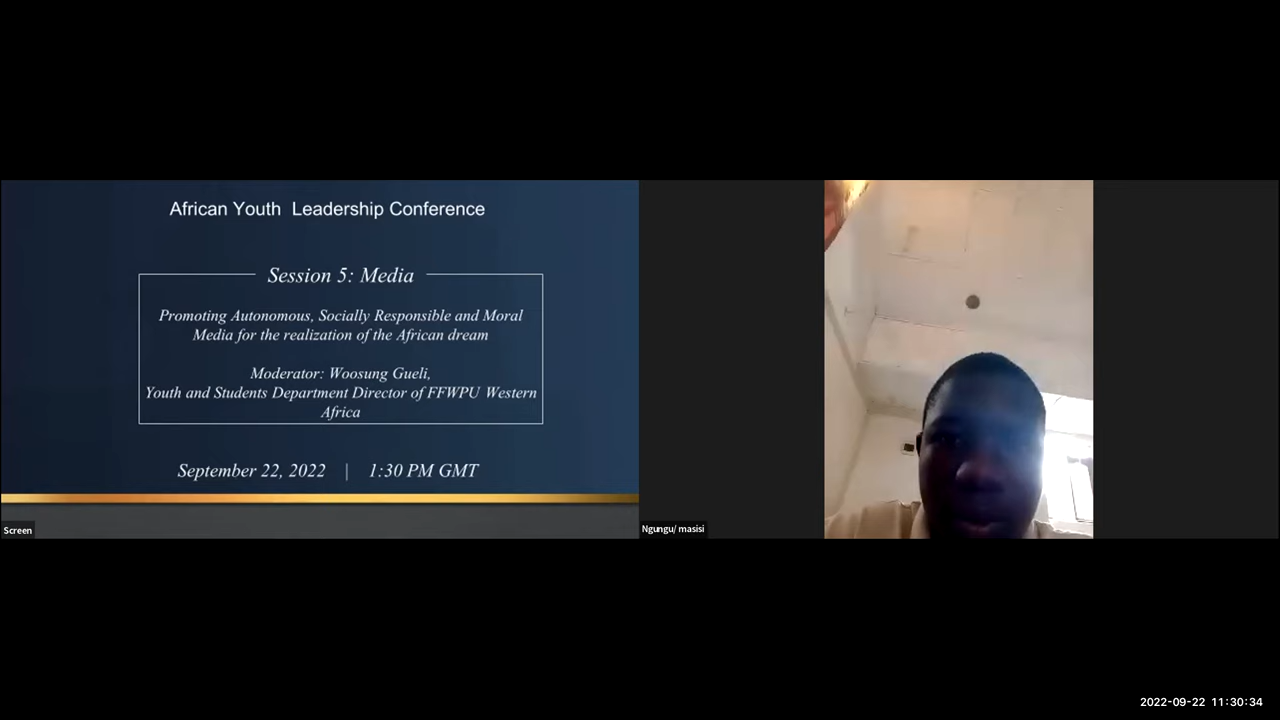 African Youth Leadership Conference
Session 5: Media
Promoting Autonomous, Socially Responsible and Moral
Media for the realization of the African dream
Moderator: Woosung Gueli,
Youth and Students Department Director of FFWPU Western
Africa
September 22, 2022 | 1:30 PM GMT
Screen
Ngungu/ masisi
2022-09-22 11:30:34